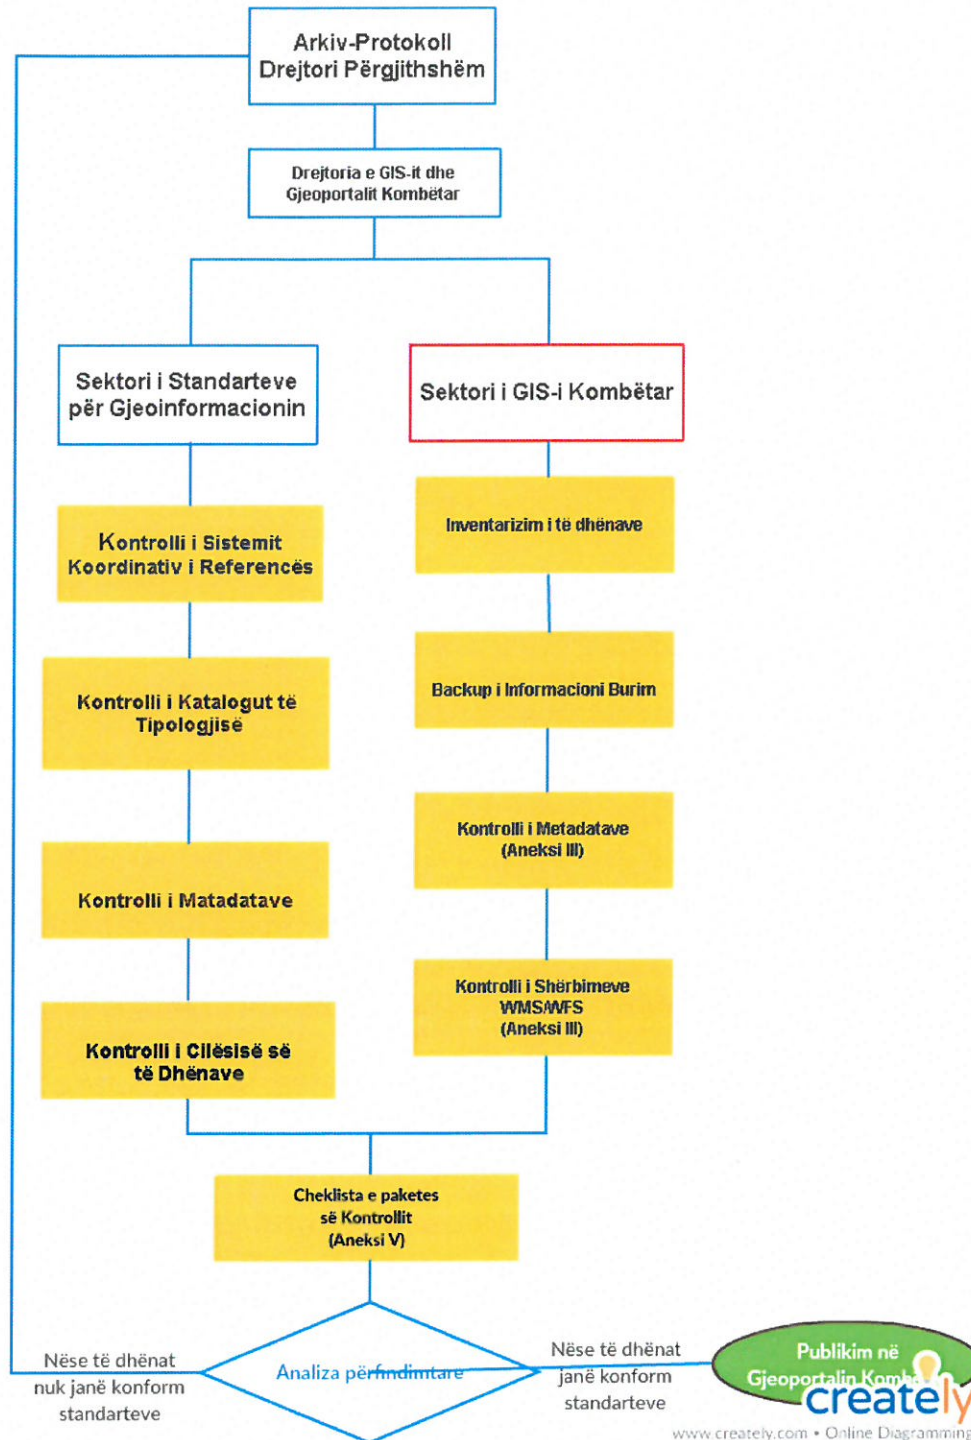 Arkiv-Protokoll
Drejtori Përgjithshëm
Drejtoria e GIS-it dhe
Gjeoportalit Kombëtar
Sektori i Standarteve
për Gjeoinformacionin
Sektori i GIS-i Kombëtar
Kontrolli i Sistemit
Koordinativ i Referencës
Inventarizim i të dhënave
Kontrolli i Katalogut të
Tipologjisë
Backup i Informacioni Burim
Kontrolli i Matadatave
Kontrolli i Metadatave
(Aneksi III)
Kontrolli i Cilësisë së
të Dhënave
Kontrolli i Shërbimeve
WMS/WFS
(Aneksi III)
Cheklista e paketes
së Kontrollit
(Aneksi V)
Nëse të dhënat
nuk janë konform
standarteve
Analiza përfindimtare
Nëse të dhënat
janë konform
standarteve
Publikim në
Gjeoportalin
creately
www.creately.com • Online Diagramming